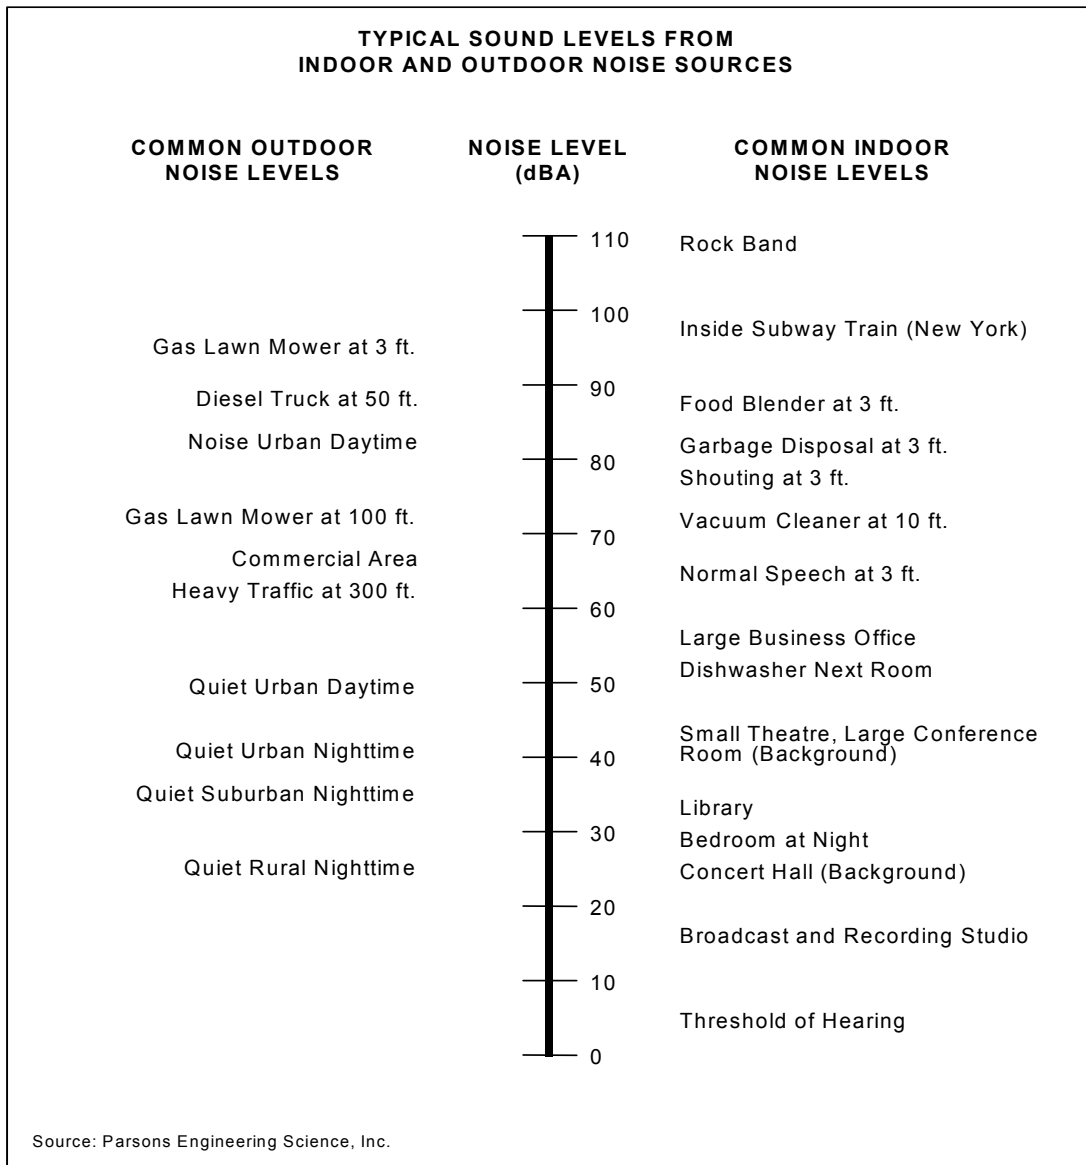 TYPICAL SOUND LEVELS FROM
INDOOR AND OUTDOOR NOISE SOURCES
COMMON OUTDOOR
NOISE LEVELS
NOISE LEVEL
(dBA)
COMMON INDOOR
NOISE LEVELS
110
Rock Band
100
Inside Subway Train (New York)
Gas Lawn Mower at 3 ft.
90
Diesel Truck at 50 ft.
Food Blender at 3 ft.
Noise Urban Daytime
Garbage Disposal at 3 ft.
80
Shouting at 3 ft.
Gas Lawn Mower at 100 ft.
Vacuum Cleaner at 10 ft.
70
Commercial Area
Normal Speech at 3 ft.
Heavy Traffic at 300 ft.
60
Large Business Office
Dishwasher Next Room
Quiet Urban Daytime
50
Small Theatre, Large Conference
Room (Background)
Quiet Urban Nighttime
40
Quiet Suburban Nighttime
Library
30
Bedroom at Night
Quiet Rural Nighttime
Concert Hall (Background)
20
Broadcast and Recording Studio
10
Threshold of Hearing
0
Source: Parsons Engineering Science, Inc.